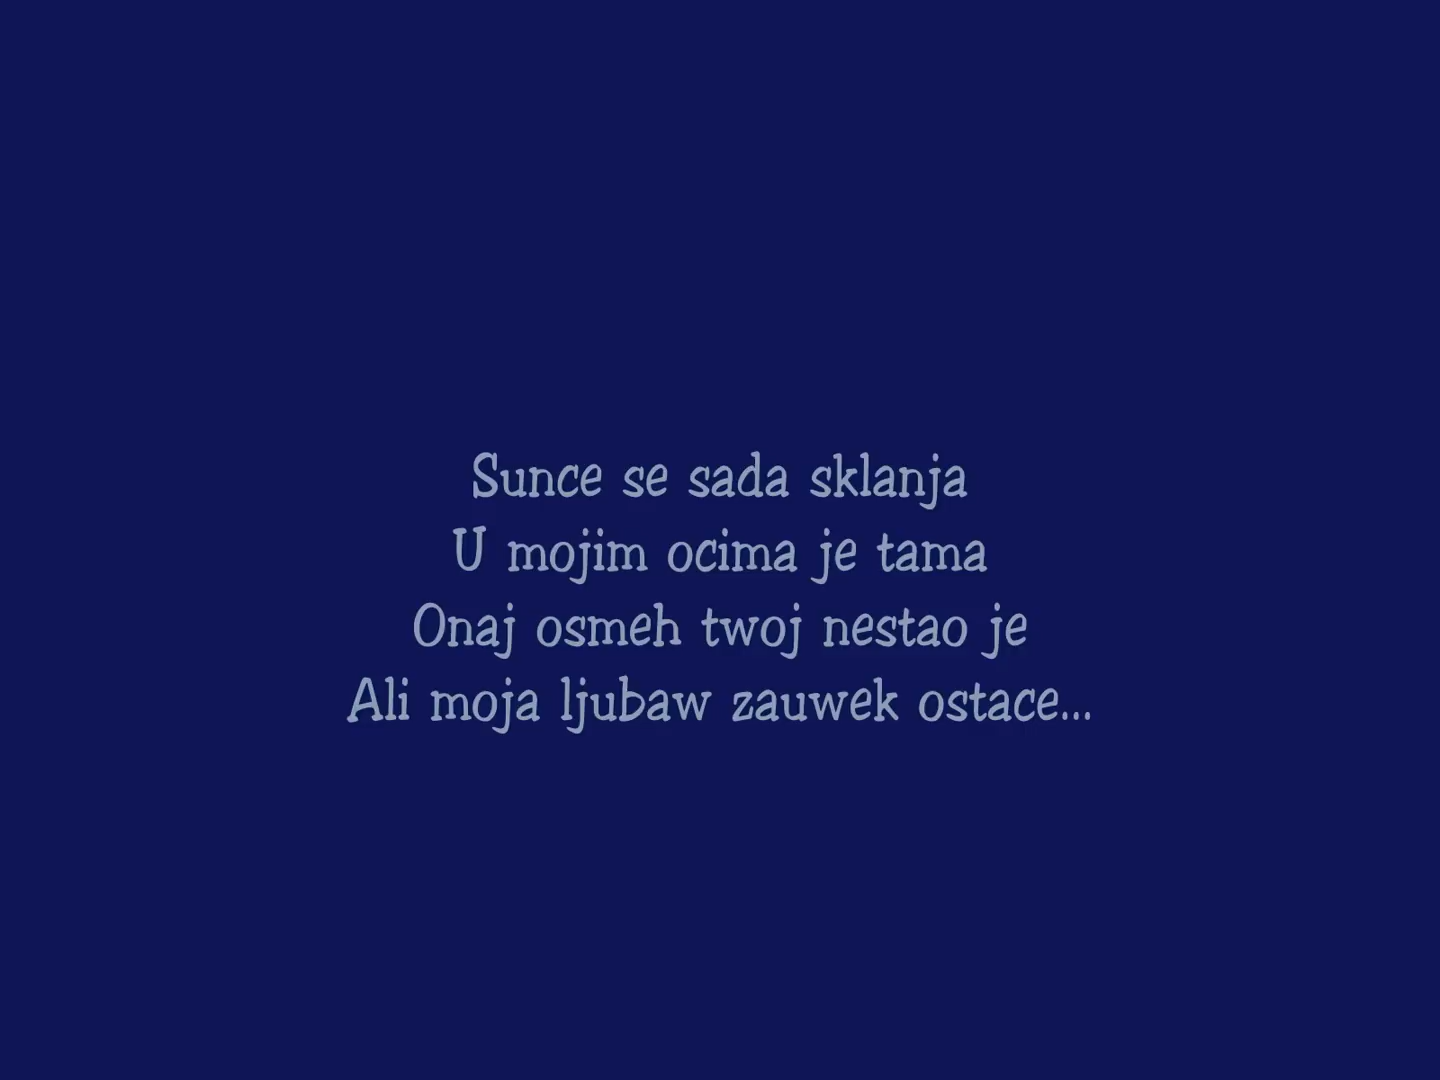 Sunce se sada sklanja
U mojim ocima je tama
Onaj osmeh twoj nestao je
Ali moja ljubaw zauwek ostace...